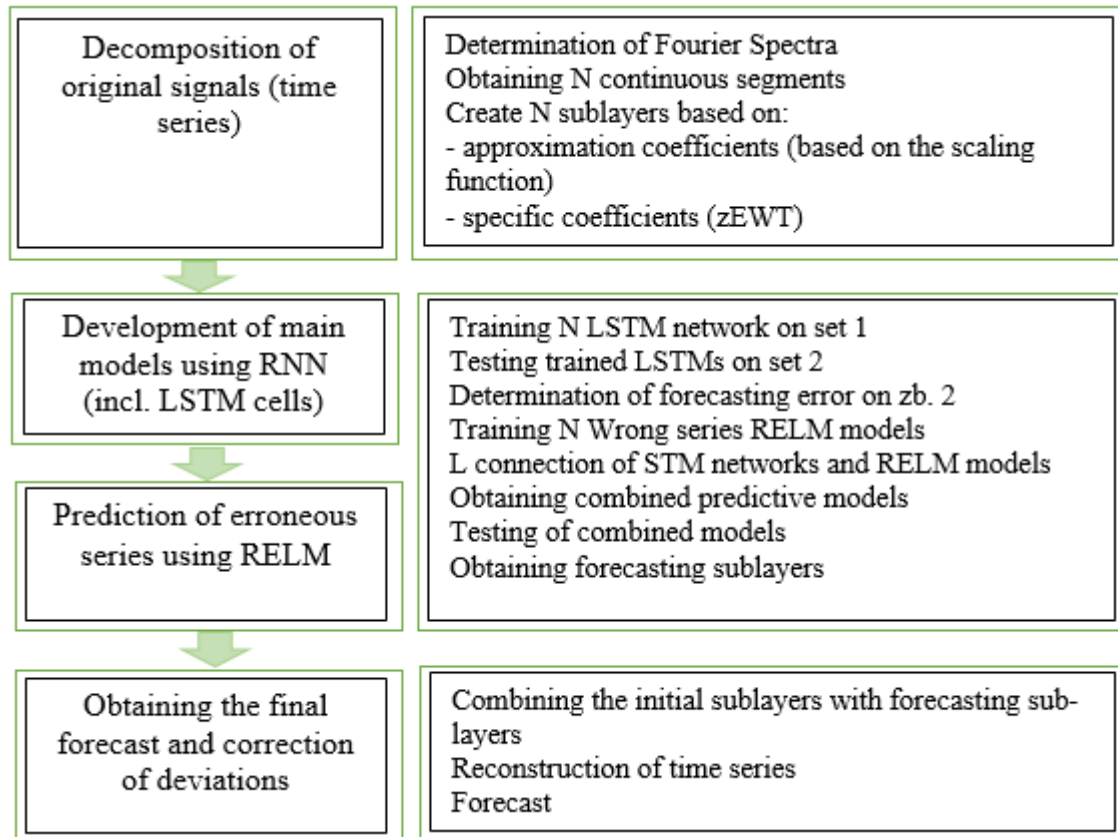 Decomposition of
original signals (time
series)
Determination of Fourier Spectra
Obtaining N continuous segments
Create N sublayers based on:
- approximation coefficients (based on the scaling
function)
- specific coefficients (zEWT)
Development of main
models using RNN
(incl. LSTM cells)
Prediction of erroneous
series using RELM
Training N LSTM network on set 1
Testing trained LSTMs on set 2
Determination of forecasting error on zb. 2
Training N Wrong series RELM models
L connection of STM networks and RELM models
Obtaining combined predictive models
Testing of combined models
Obtaining forecasting sublayers
Obtaining the final
forecast and correction
of deviations
Combining the initial sublayers with forecasting sub-
layers
Reconstruction of time series
Forecast